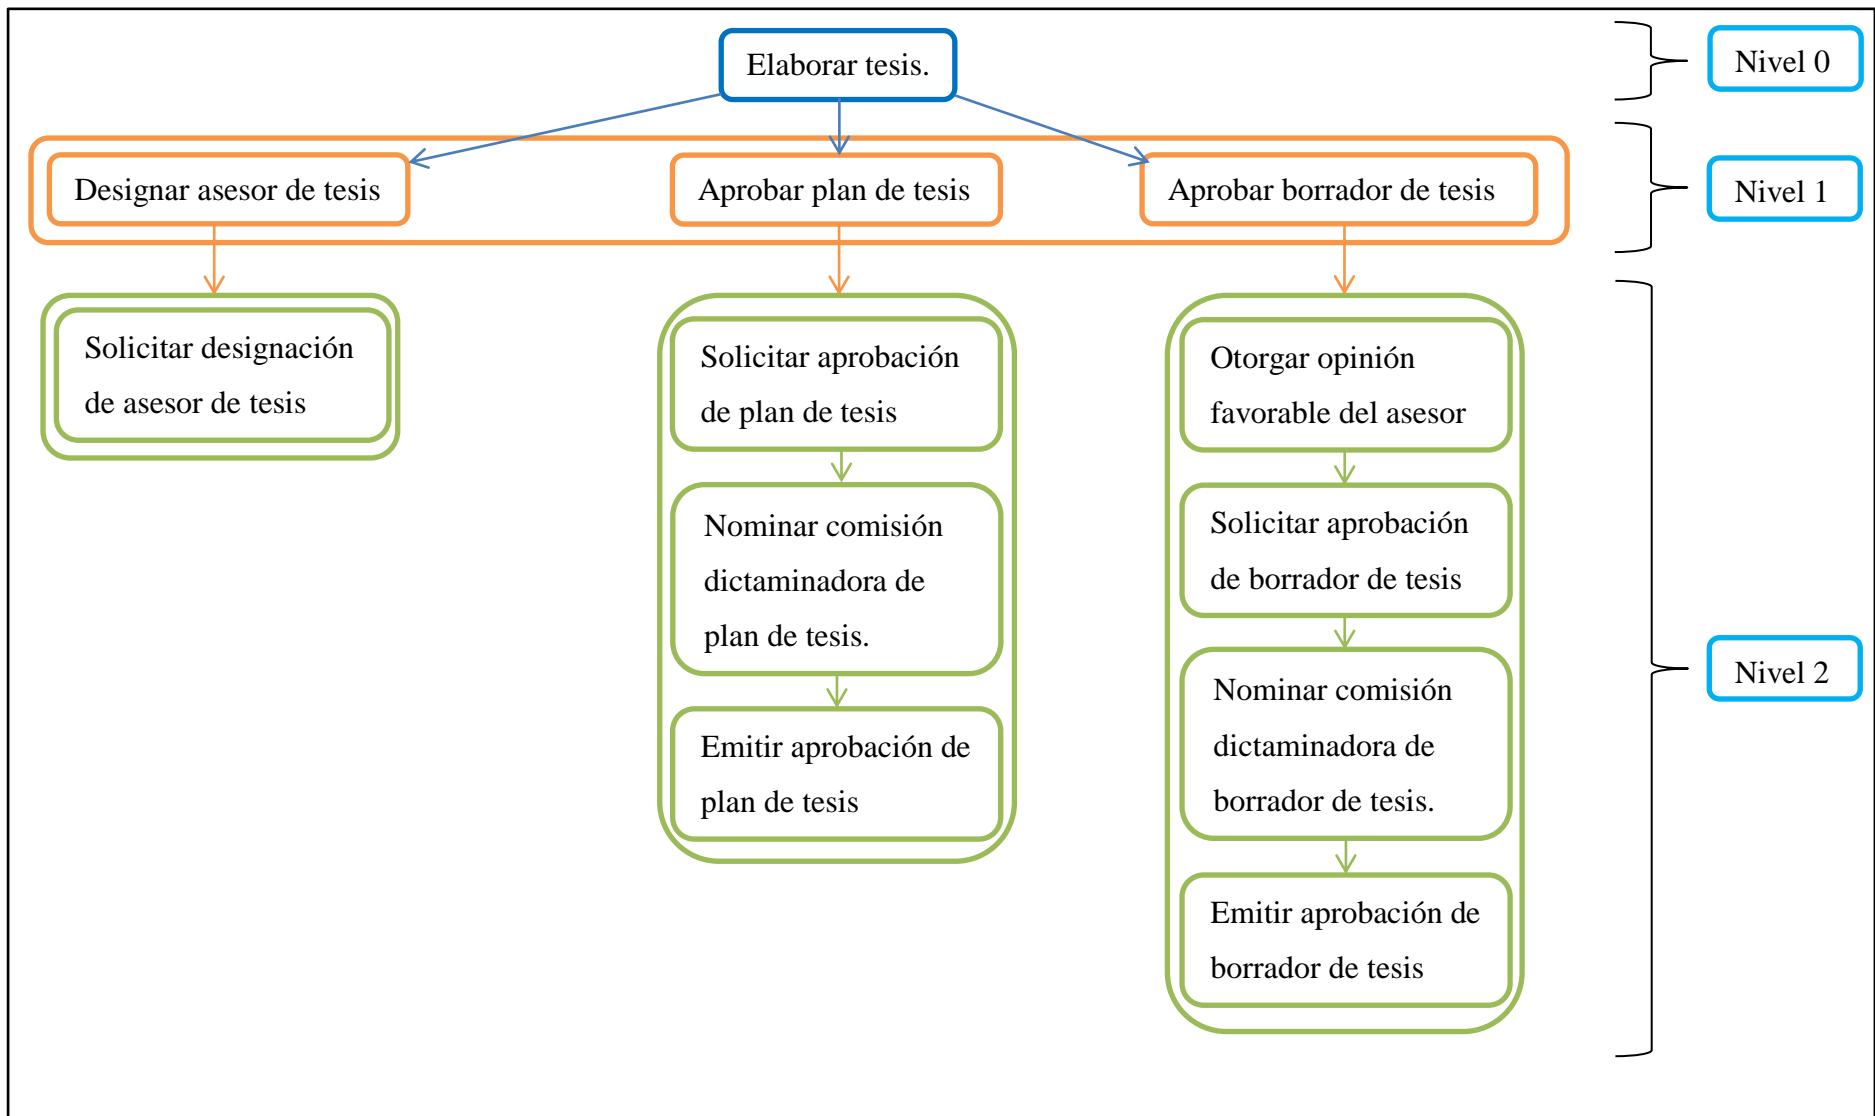 Elaborar tesis.
Nivel 0
Designar asesor de tesis
Aprobar plan de tesis
Aprobar borrador de tesis
Nivel 1
Solicitar designación
de asesor de tesis
Solicitar aprobación
de plan de tesis
Nominar comisión
dictaminadora de
plan de tesis.
Emitir aprobación de
plan de tesis
Otorgar opinión
favorable del asesor
Solicitar aprobación
de borrador de tesis
Nominar comisión
dictaminadora de
borrador de tesis.
Emitir aprobación de
borrador de tesis
Nivel 2